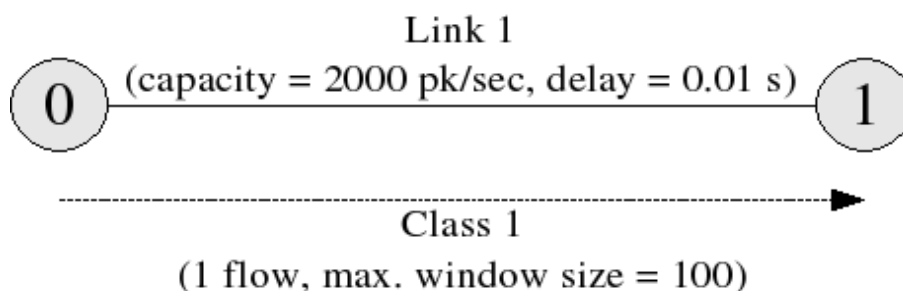 Link 1
(capacity = 2000 pk/sec, delay = 0.01 s)
0
1
Class 1
(1 flow, max. window size = 100)